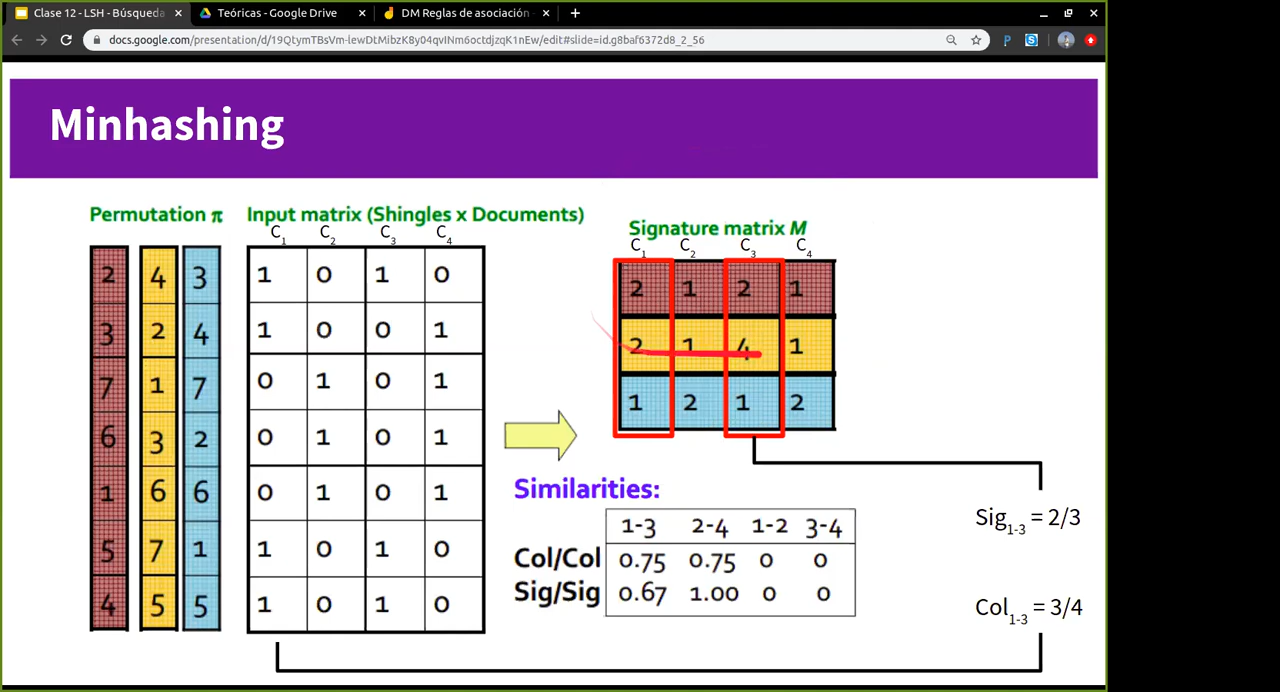 Clase 12 - LSH - Búsqueda
Teóricas - Google Drive
DM Reglas de asociación
docs.google.com/presentation/d/19QtymTBsVm-lewDtMibzK8y04qvINm6octdjzqK1nEw/edit#slide=id.g8baf6372d8_2_56
Minhashing
Permutation π
Input matrix (Shingles x Documents)
Signature matrix M
C1 C2 C3 C4
C1 C2 C3 C4
2 4 3 1 0 1 0
3 2 4 1 0 0 1
7 1 7 0 1 0 1
6 3 2 0 1 0 1
1 6 6 0 1 0 1
5 7 1 1 0 1 0
4 5 5 1 0 1 0
2 1 2 1
2 1 4 1
1 2 1 2
Similarities:
1-3 2-4 1-2 3-4
Col/Col 0.75 0.75 0 0
Sig/Sig 0.67 1.00 0 0
Sig1-3 = 2/3
Col1-3 = 3/4